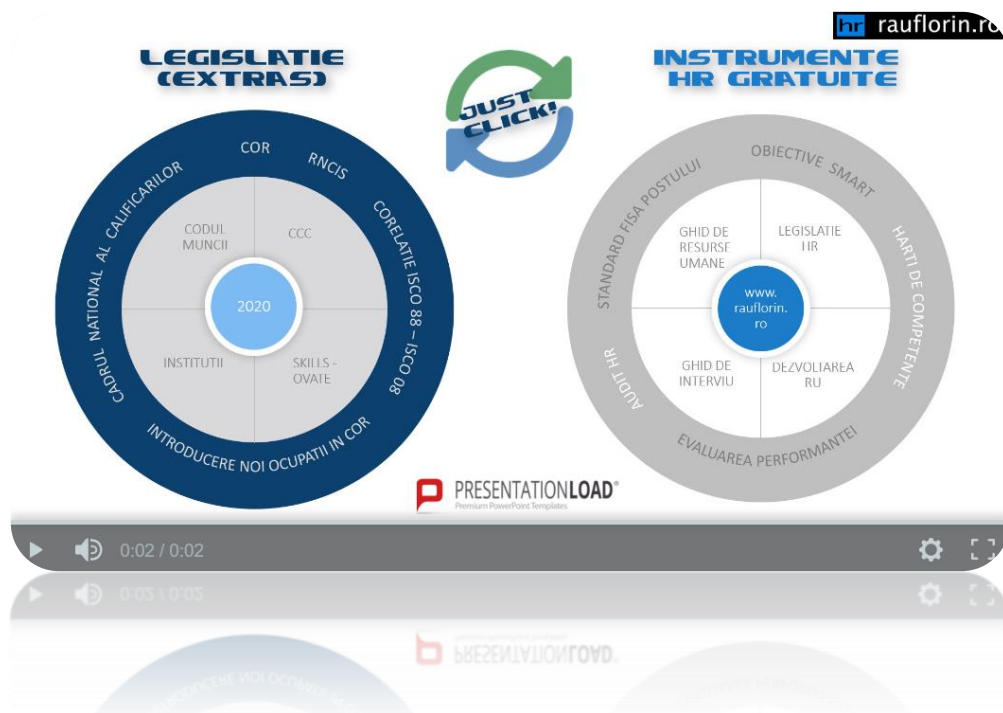 hr rauflorin.ro
LEGISLATIE
(EXTRAS)
JUST
CLICK!
INSTRUMENTE
HR GRATUITE
CADRUL NATIONAL AL CALIFICARILOR
COR
RNCIS
CORELATIE ISCO 88 – ISCO 08
INTRODUCERE NOI OCUPATII IN COR
CODUL
MUNCII
CCC
2020
INSTITUTII
SKILLS -
OVATE
STANDARD FISA POSTULUI
OBIECTIVE SMART
HARTI DE COMPETENTE
EVALUAREA PERFORMANTEI
AUDIT HR
GHID DE
RESURSE
UMANE
LEGISLATIE
HR
www.
rauflorin.
ro
GHID DE
INTERVIU
DEZVOLTAREA
RU
PRESENTATIONLOAD®
Premium PowerPoint Templates
0:02 / 0:02